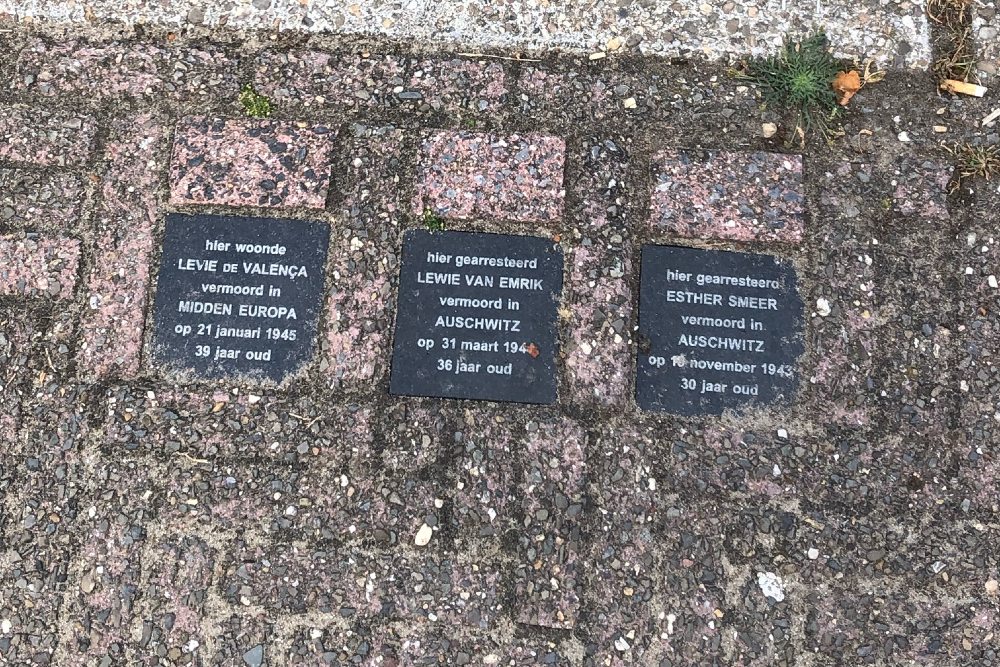 hier woonde
LEVIE DE VALENÇA
vermoord in
MIDDEN EUROPA
op 21 januari 1945
39 jaar oud
hier gearresteerd
LEWIE VAN EMRIK
vermoord in
AUSCHWITZ
op 31 maart
36 jaar oud
hier gearresteerd
ESTHER SMEER
vermoord in
AUSCHWITZ
op november 1943
30 jaar oud